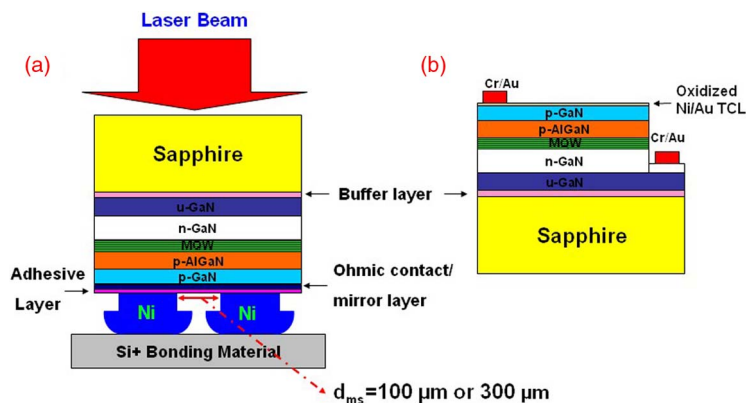 Laser Beam
(a)
Sapphire
u-GaN
n-GaN
MQW
p-AlGaN
p-GaN
Adhesive
Layer
Ni
Ni
Si+ Bonding Material
Buffer layer
Ohmic contact/
mirror layer
dms=100 µm or 300 µm
(b)
Cr/Au
Oxidized
Ni/Au TCL
p-GaN
p-AlGaN
MQW
Cr/Au
n-GaN
u-GaN
Sapphire